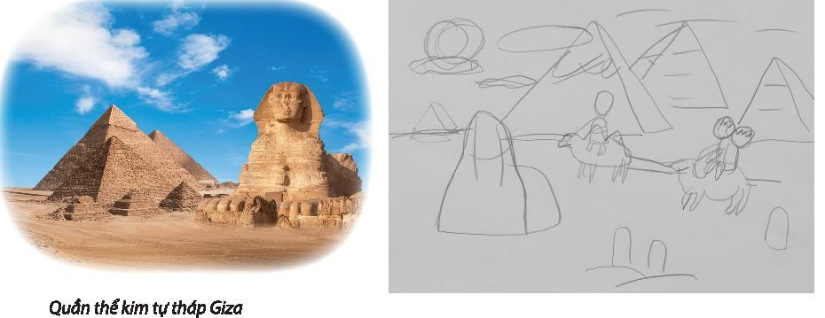 Quần thể kim tự tháp Giza